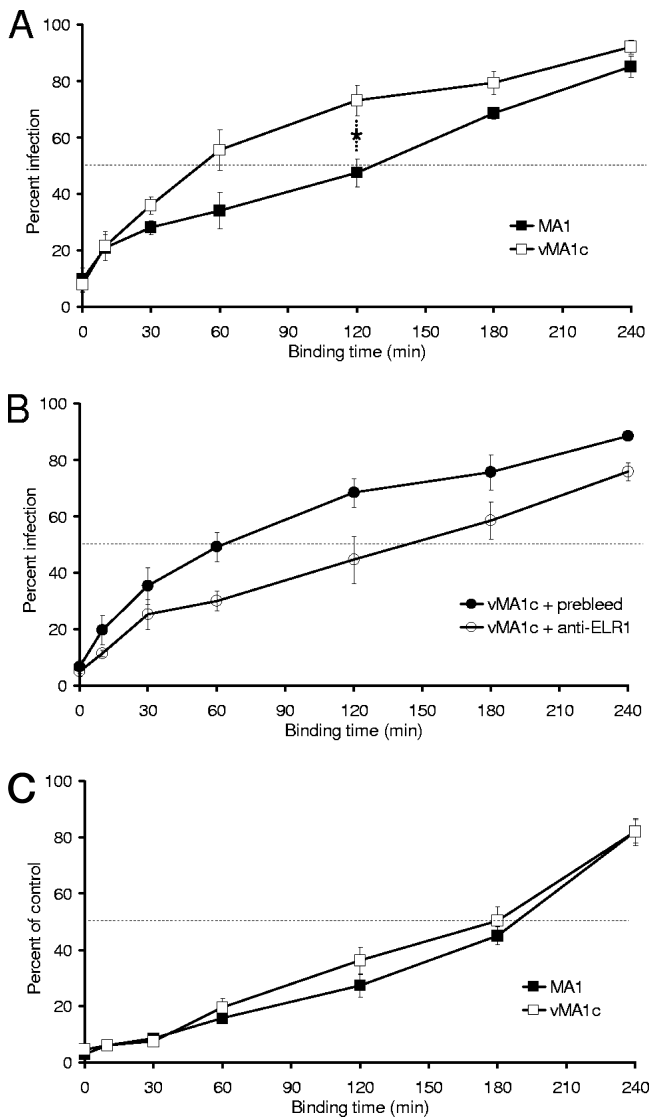 A
100
80
60
40
20
0
Percent infection
*
MA1
vMA1c
0 30 60 90 120 150 180 210 240
Binding time (min)
B
100
80
60
40
20
0
Percent infection
vMA1c + prebleed
vMA1c + anti-ELR1
0 30 60 90 120 150 180 210 240
Binding time (min)
C
100
80
60
40
20
0
Percent of control
MA1
vMA1c
0 30 60 90 120 150 180 210 240
Binding time (min)